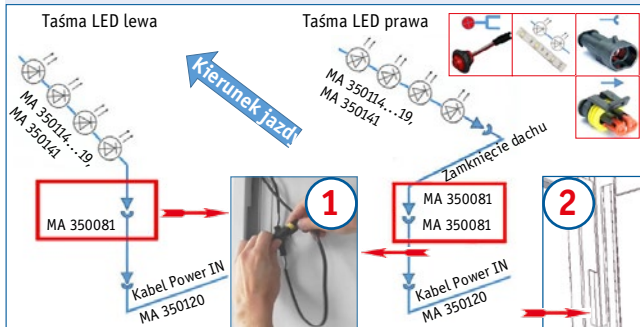 Taśma LED lewa
Taśma LED prawa
Kierunek jazd
MA 350114...19,
MA 350141
MA 350114...19,
MA 350141
Zamknięcie dachu
MA 350081
1
MA 350081
MA 350081
2
Kabel Power IN
MA 350120
Kabel Power IN
MA 350120